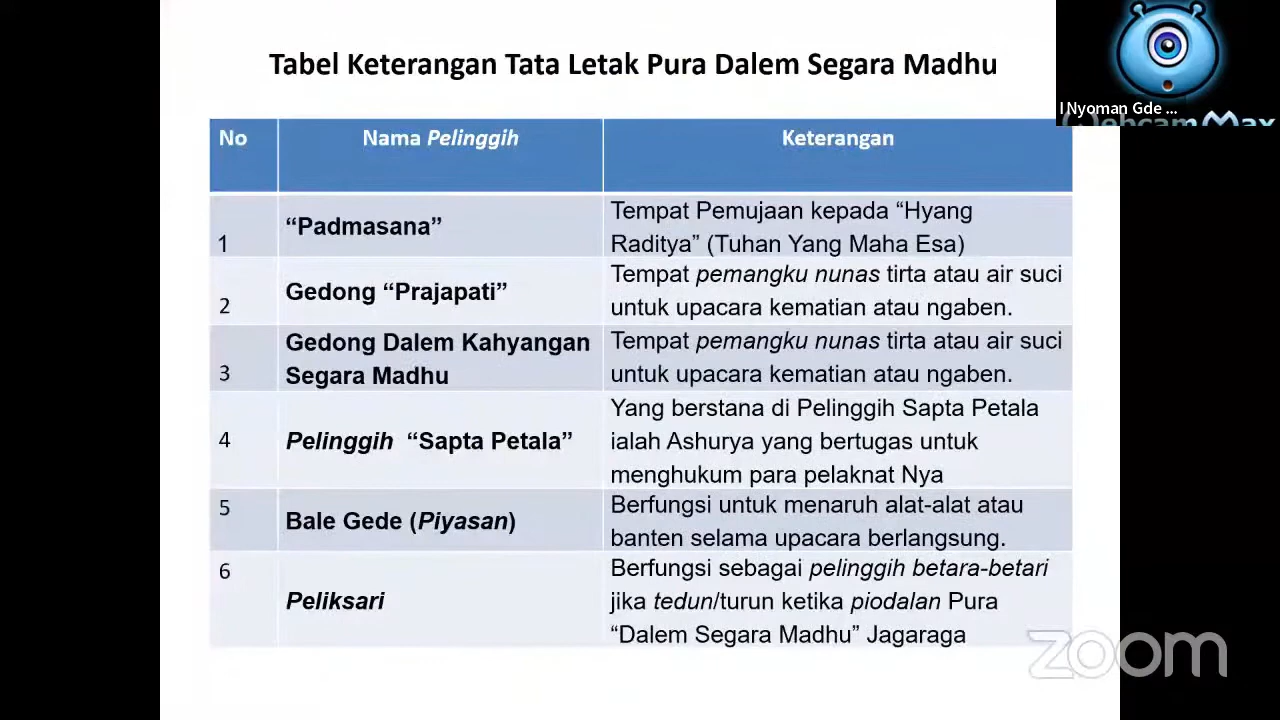 Tabel Keterangan Tata Letak Pura Dalem Segara Madhu
I Nyoman Gde ...
WebcamMax
No Nama Pelinggih Keterangan
1 “Padmasana” Tempat Pemujaan kepada “Hyang
Raditya” (Tuhan Yang Maha Esa)
2 Gedong “Prajapati” Tempat pemangku nunas tirta atau air suci
untuk upacara kematian atau ngaben.
3 Gedong Dalem Kahyangan
Segara Madhu
Tempat pemangku nunas tirta atau air suci
untuk upacara kematian atau ngaben.
4 Pelinggih “Sapta Petala”
Yang berstana di Pelinggih Sapta Petala
ialah Ashurya yang bertugas untuk
menghukum para pelaknat Nya
5 Bale Gede (Piyasan)
Berfungsi untuk menaruh alat-alat atau
banten selama upacara berlangsung.
6 Peliksari
Berfungsi sebagai pelinggih betara-betari
jika tedun/turun ketika piodalan Pura
“Dalem Segara Madhu” Jagaraga
zoom